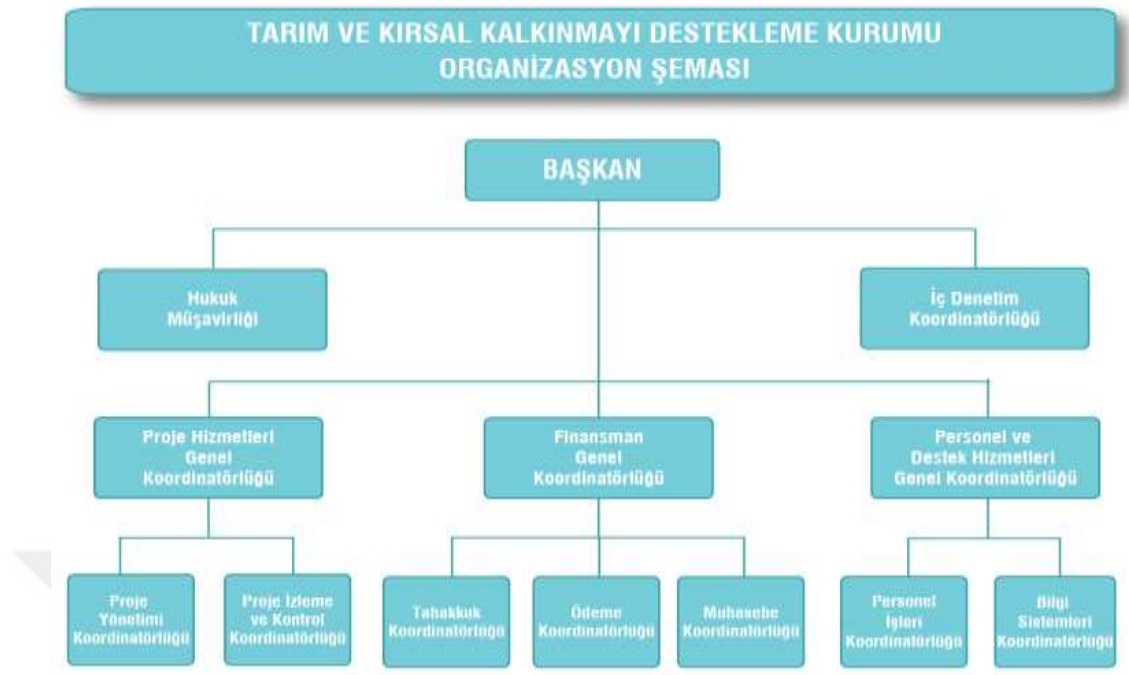 TARIM VE KIRSAL KALKINMAYI DESTEKLEME KURUMU
ORGANİZASYON ŞEMASI
BAŞKAN
Hukuk
Müşavirliği
İç Denetim
Koordinatörlüğü
Proje Hizmetleri
Genel
Koordinatörlüğü
Finansman
Genel
Koordinatörlüğü
Personel ve
Destek Hizmetleri
Genel Koordinatörlüğü
Proje
Yönetimi
Koordinatörlüğü
Proje İzleme
ve Kontrol
Koordinatörlüğü
Tahakkuk
Koordinatörlüğü
Ödeme
Koordinatörlüğü
Muhasebe
Koordinatörlüğü
Personel
İşleri
Koordinatörlüğü
Bilgi
Sistemleri
Koordinatörlüğü